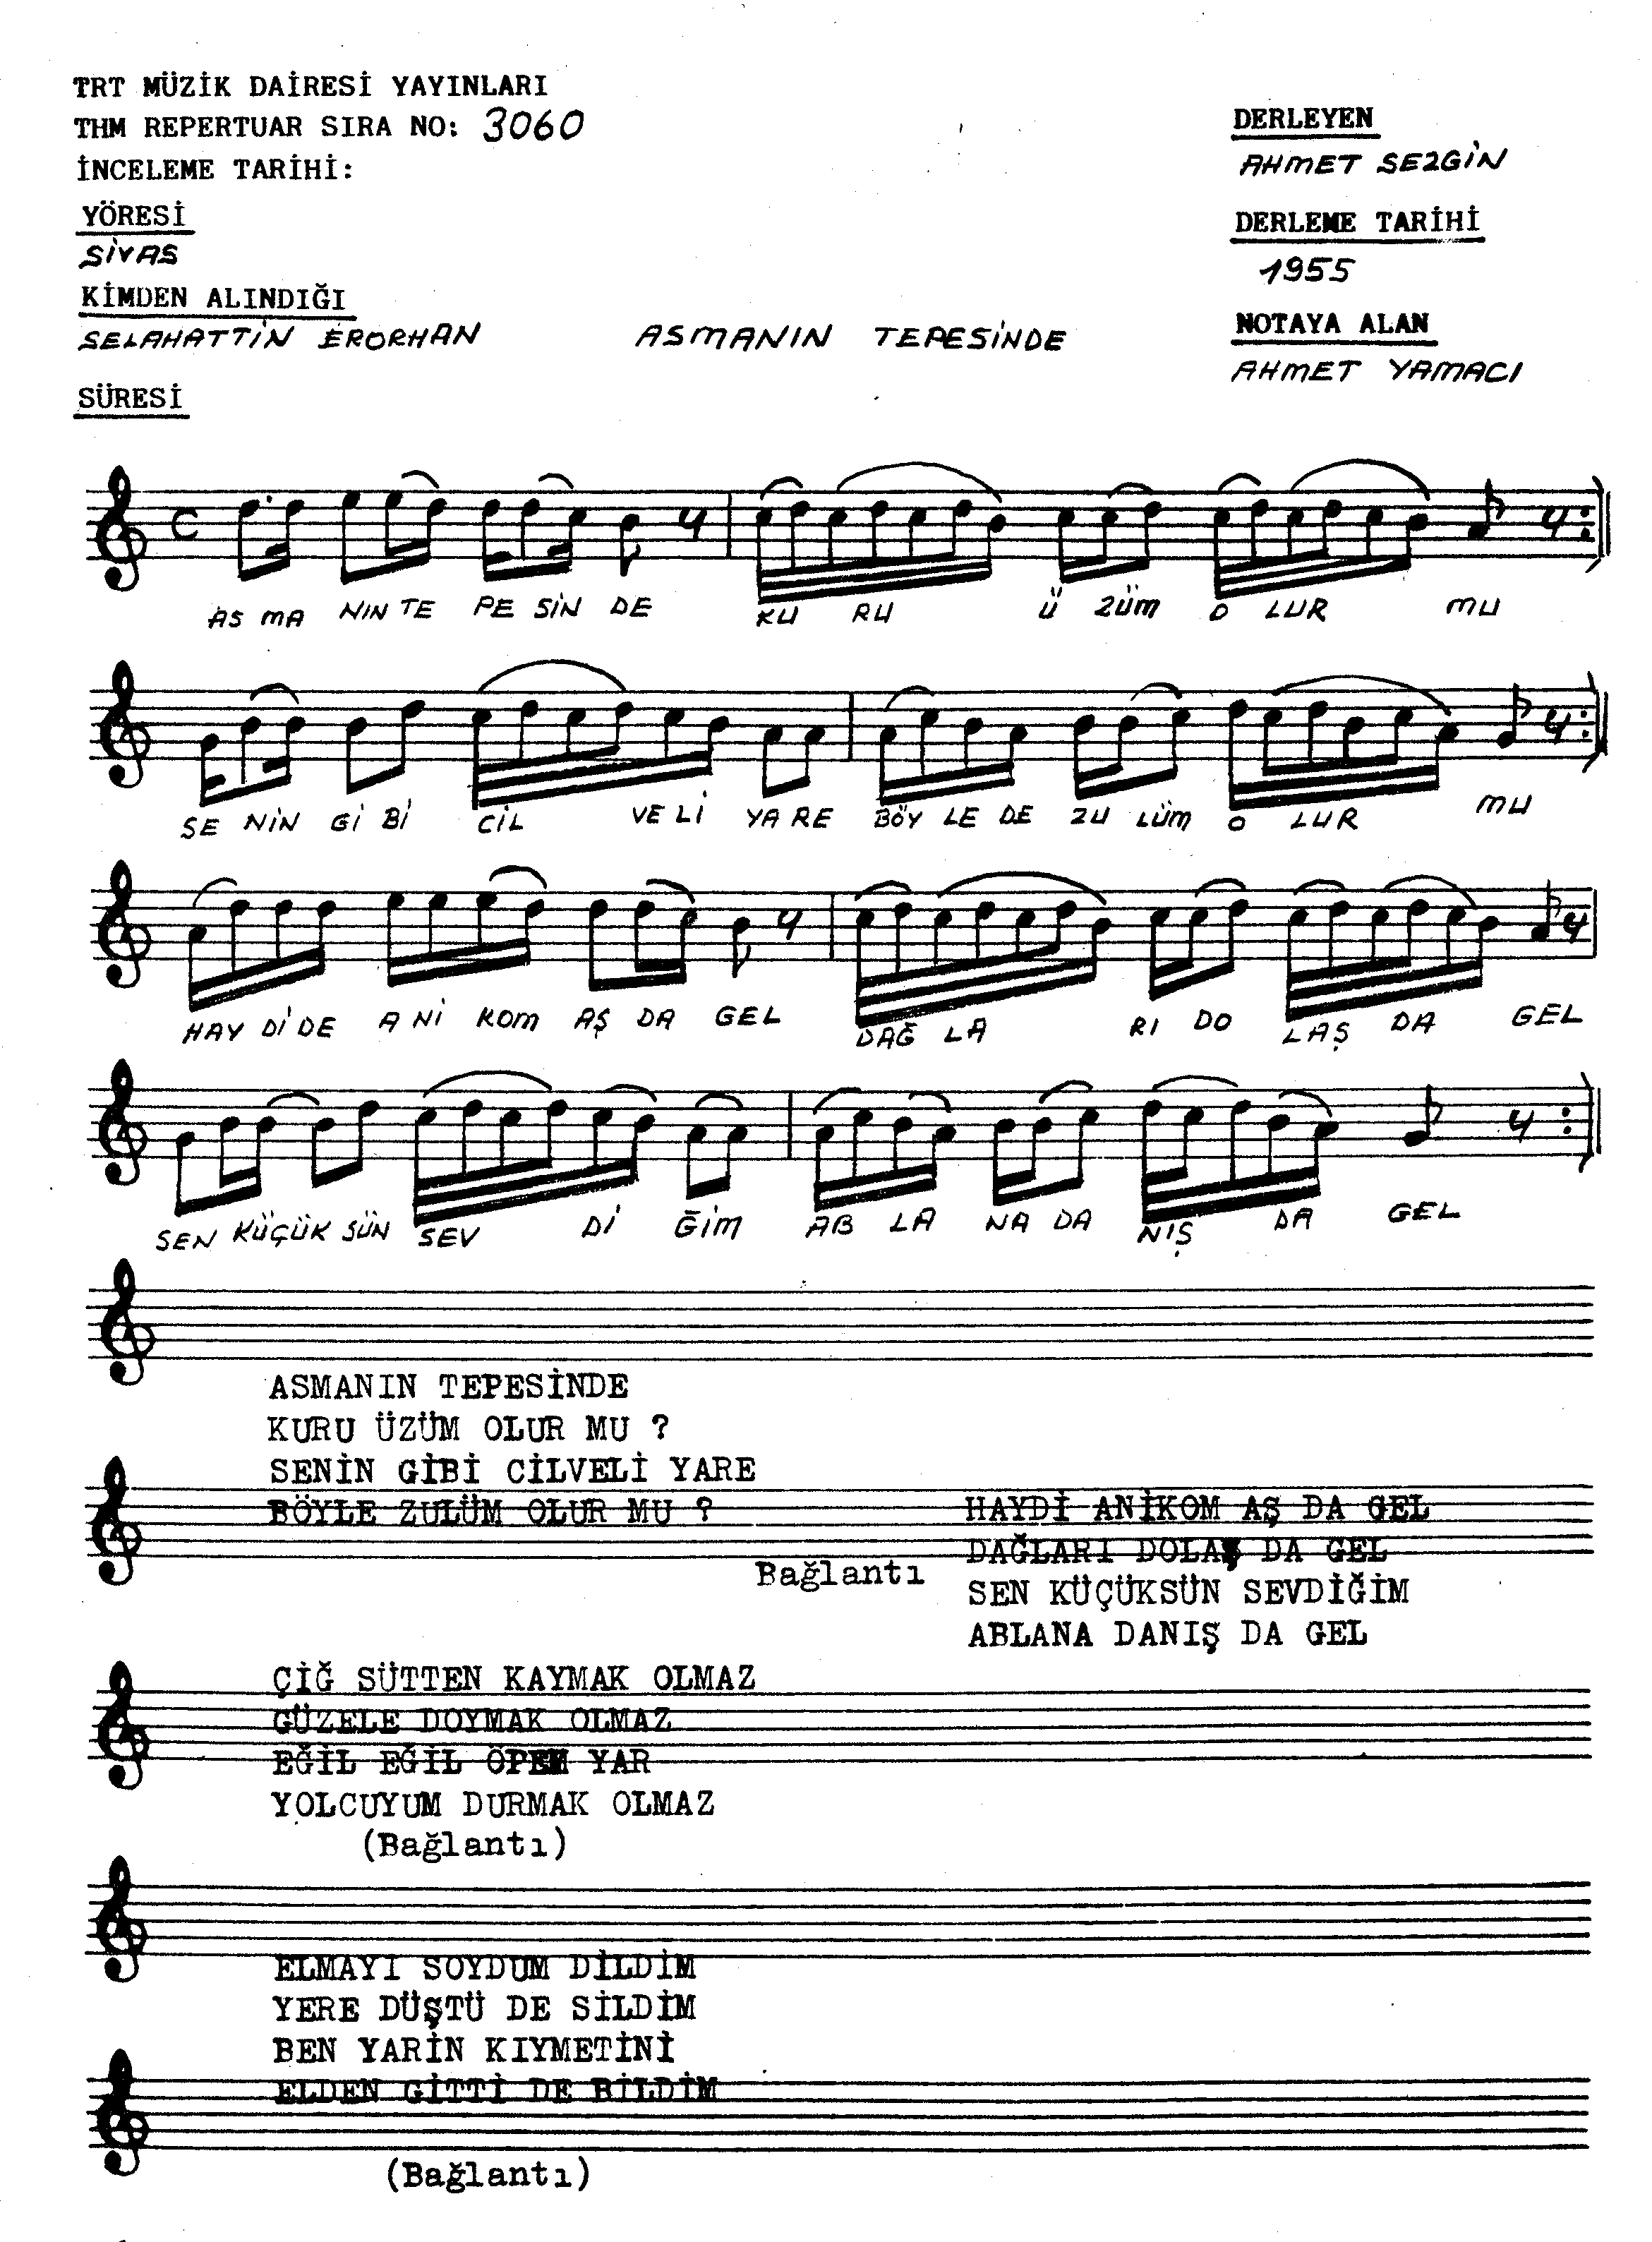 TRT MÜZİK DAİRESİ YAYINLARI
THM REPERTUAR SIRA NO: 3060
İNCELEME TARİHİ:
YÖRESİ
SİVAS
KİMDEN ALINDIĞI
SELAHATTİN ERORHAN
SÜRESİ
ASMANIN TEPESİNDE
DERLEYEN
AHMET SEZGİN
DERLEME TARİHİ
1955
NOTAYA ALAN
AHMET YAMACI
AS MA NIN TE PE SİN DE KU RU Ü ZÜM O LUR MU
SE NİN Gİ Bİ CİL VE Lİ YA RE BÖY LE DE ZU LÜM O LUR MU
HAY Dİ DE A Nİ KOM AŞ DA GEL DAĞ LA RI DO LAŞ DA GEL
SEN KÜÇÜK SÜN SEV Dİ ĞİM AB LA NA DA NIŞ DA GEL
ASMANIN TEPESİNDE
KURU ÜZÜM OLUR MU ?
SENİN GİBİ CİLVELİ YARE
BÖYLE ZULÜM OLUR MU ?
Bağlantı
HAYDİ ANİKOM AŞ DA GEL
DAĞLARI DOLAŞ DA GEL
SEN KÜÇÜKSÜN SEVDİĞİM
ABLANA DANIŞ DA GEL
ÇİĞ SÜTTEN KAYMAK OLMAZ
GÜZELE DOYMAK OLMAZ
EĞİL EĞİL ÖPEM YAR
YOLCUYUM DURMAK OLMAZ
(Bağlantı)
ELMAYI SOYDUM DİLDİM
YERE DÜŞTÜ DE SİLDİM
BEN YARİN KIYMETİNİ
ELDEN GİTTİ DE BİLDİM
(Bağlantı)